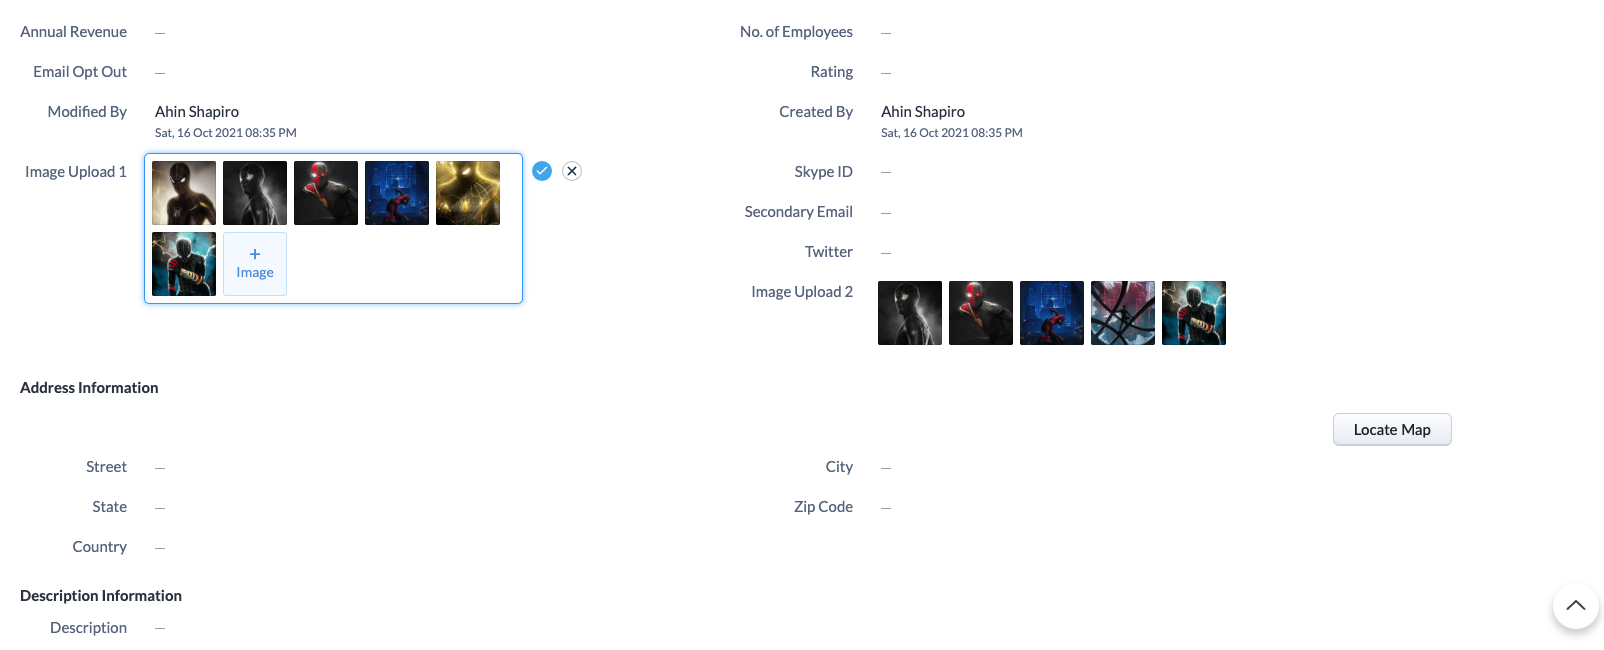 Annual Revenue —
No. of Employees —
Email Opt Out —
Rating —
Modified By Ahin Shapiro
Sat, 16 Oct 2021 08:35 PM
Created By Ahin Shapiro
Sat, 16 Oct 2021 08:35 PM
Image Upload 1
+
Image
Skype ID —
Secondary Email —
Twitter —
Image Upload 2
Address Information
Locate Map
Street —
City —
State —
Zip Code —
Country —
Description Information
Description —